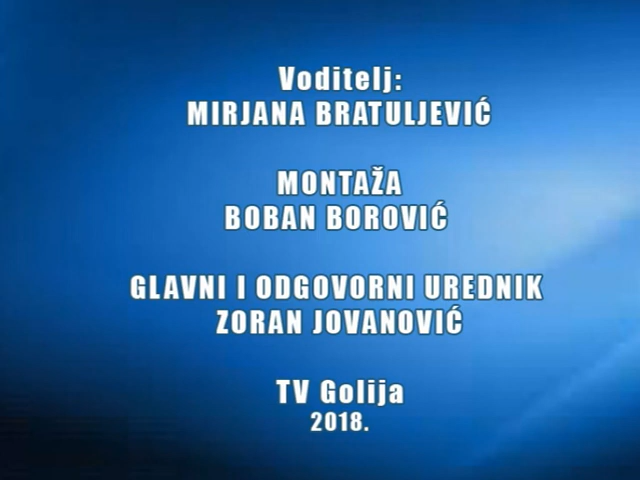 Voditelj:
MIRJANA BRATULJEVIĆ
MONTAŽA
BOBAN BOROVIĆ
GLAVNI I ODGOVORNI UREDNIK
ZORAN JOVANOVIĆ
TV Golija
2018.